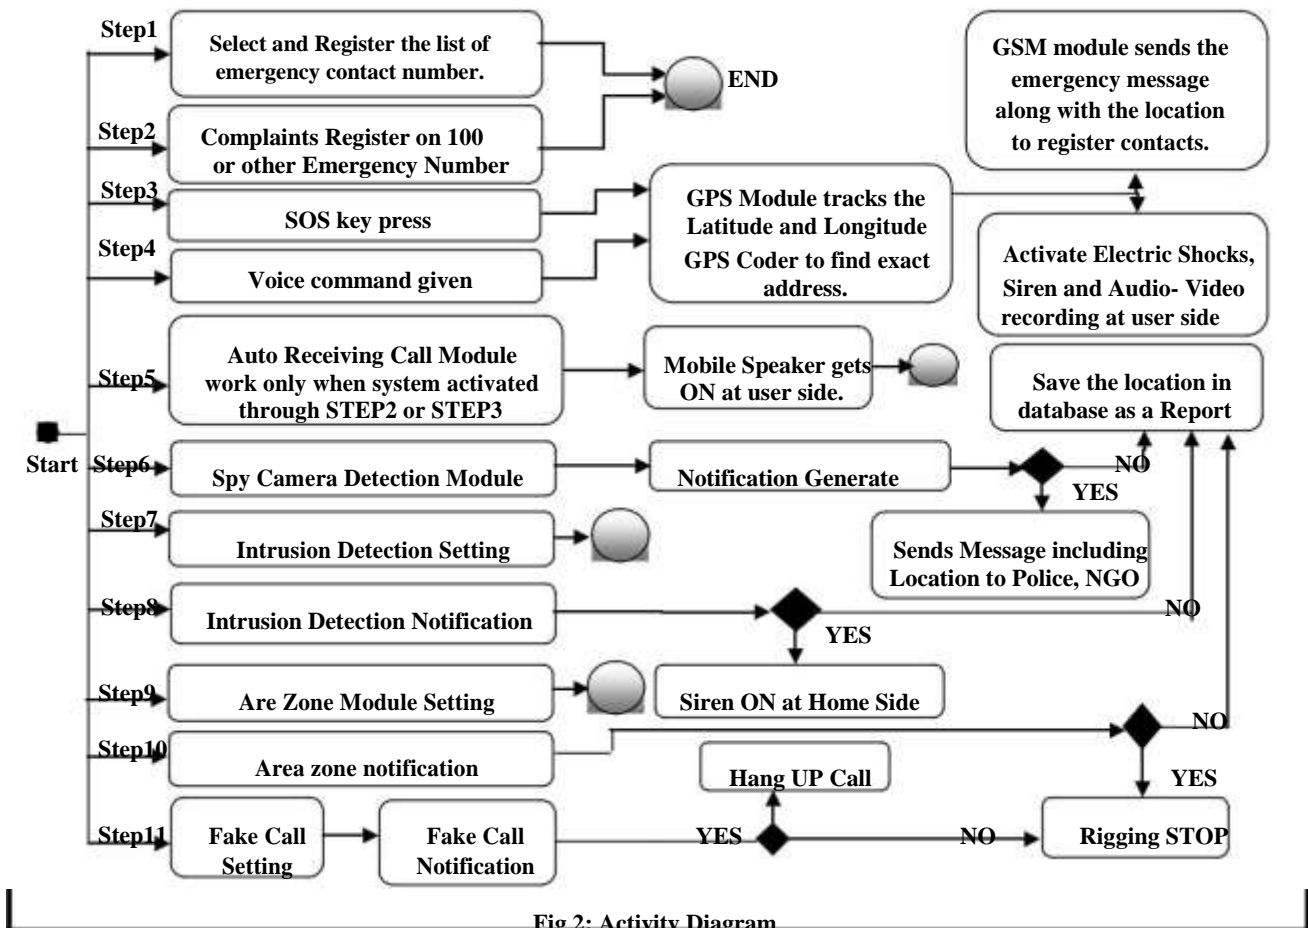 Step1
Select and Register the list of
emergency contact number.
END
GSM module sends the
emergency message
along with the location
to register contacts.
Step2
Complaints Register on 100
or other Emergency Number
Step3
SOS key press
GPS Module tracks the
Latitude and Longitude
GPS Coder to find exact
address.
Step4
Voice command given
Activate Electric Shocks,
Siren and Audio- Video
recording at user side
Step5
Auto Receiving Call Module
work only when system activated
through STEP2 or STEP3
Mobile Speaker gets
ON at user side.
Save the location in
database as a Report
Start
Step6
Spy Camera Detection Module
Notification Generate
NO
YES
Sends Message including
Location to Police, NGO
Step7
Intrusion Detection Setting
Step8
Intrusion Detection Notification
YES
NO
Siren ON at Home Side
Step9
Are Zone Module Setting
Step10
Area zone notification
NO
YES
Hang UP Call
Step11
Fake Call
Setting
Fake Call
Notification
YES
NO
Rigging STOP
Fig 2: Activity Diagram